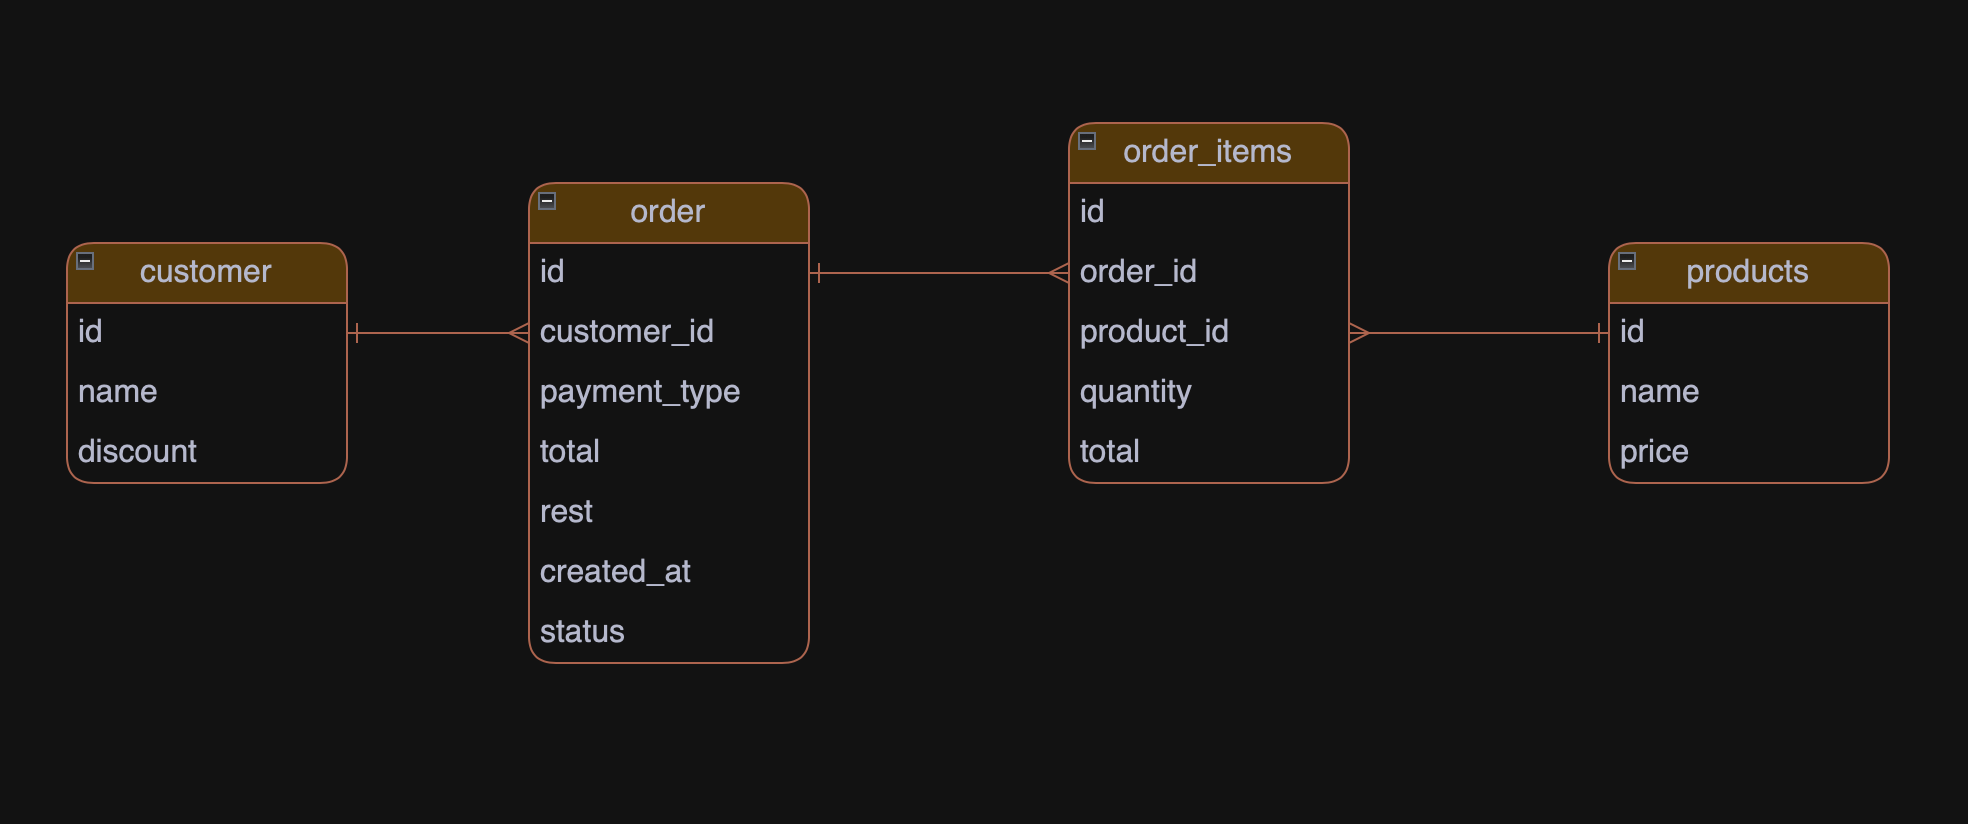 customer
id
name
discount
order
id
customer_id
payment_type
total
rest
created_at
status
order_items
id
order_id
product_id
quantity
total
products
id
name
price